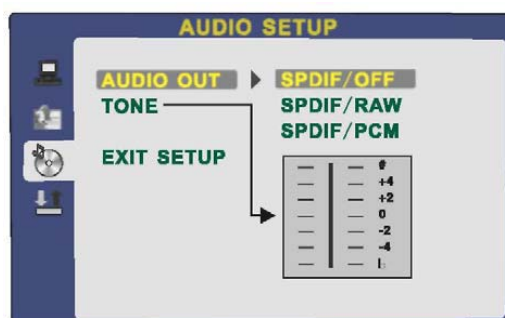 AUDIO SETUP
AUDIO OUT SPDIF/OFF
TONE SPDIF/RAW
SPDIF/PCM
EXIT SETUP
#
+4
+2
0
-2
-4